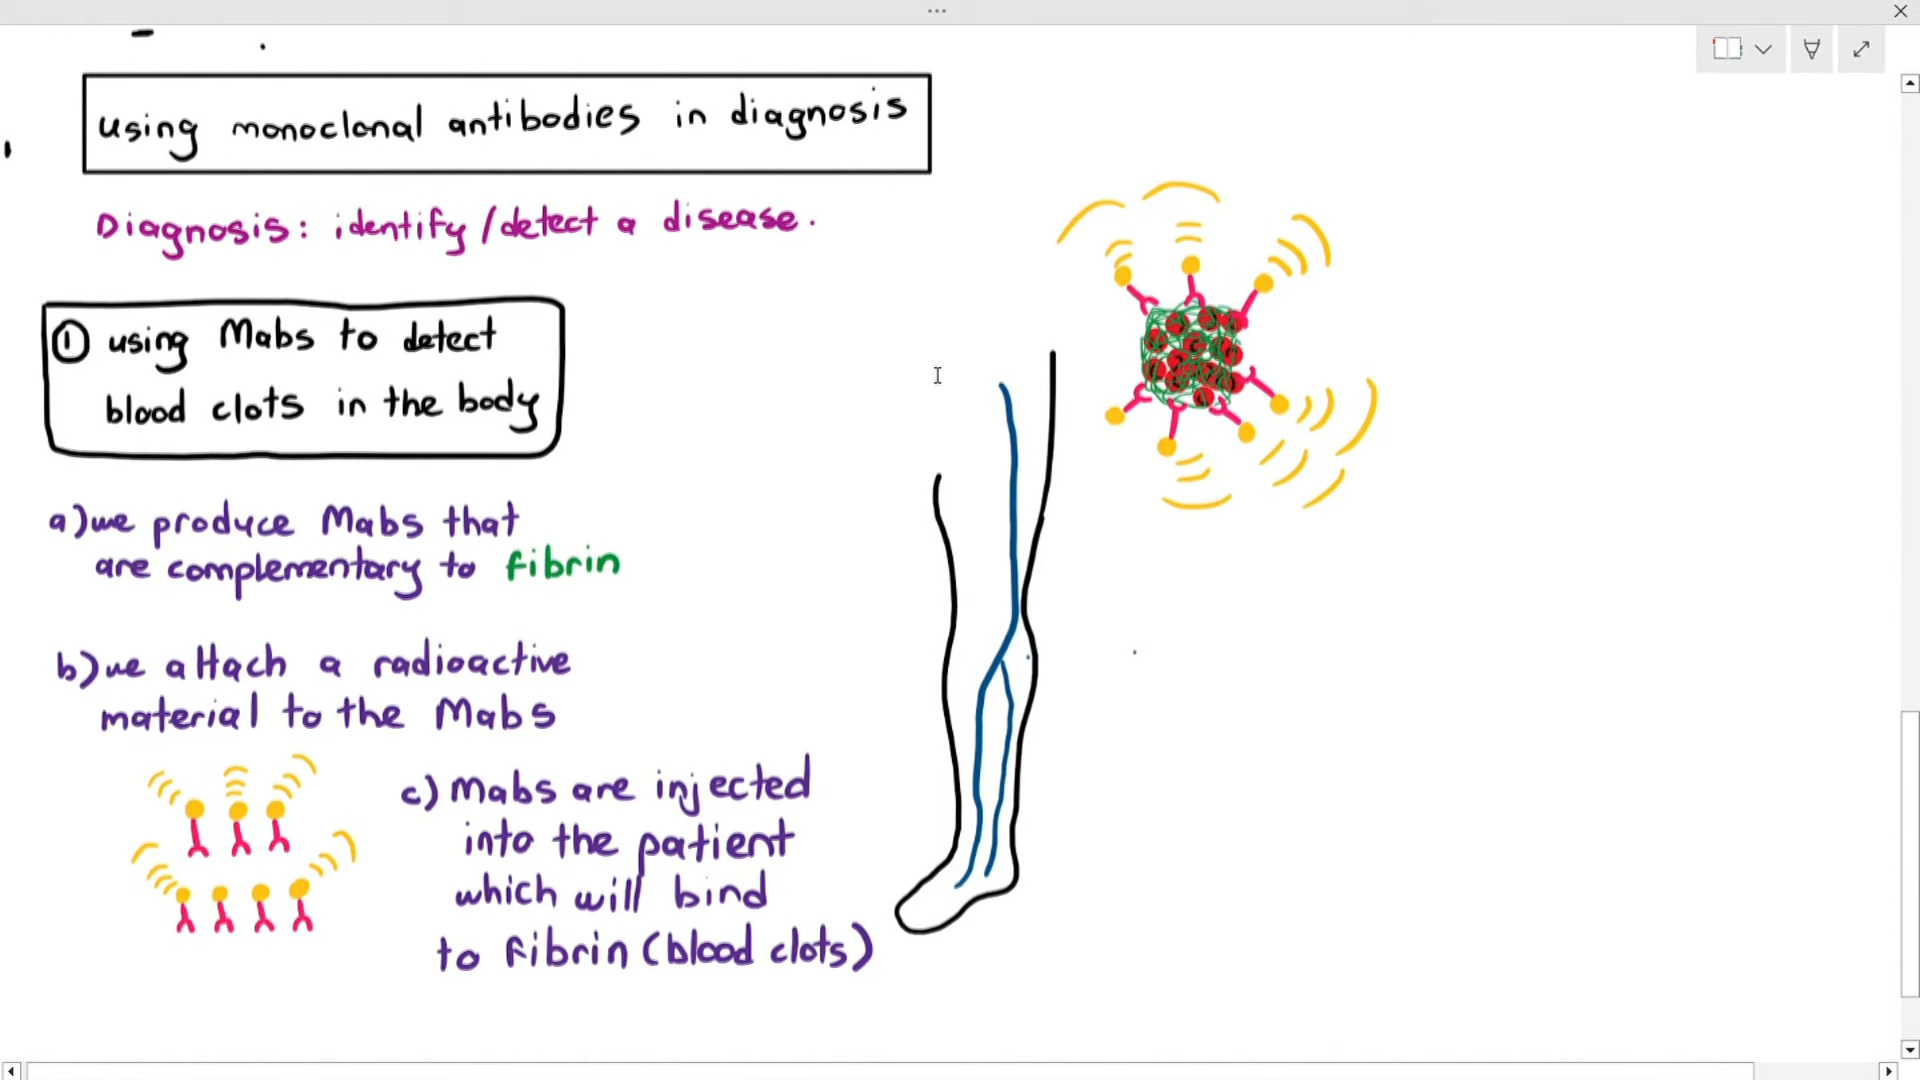 using monoclonal antibodies in diagnosis
Diagnosis: identify/detect a disease.
① using Mabs to detect
blood clots in the body
a) we produce Mabs that
are complementary to fibrin
b) we attach a radioactive
material to the Mabs
c) Mabs are injected
into the patient
which will bind
to fibrin (blood clots)